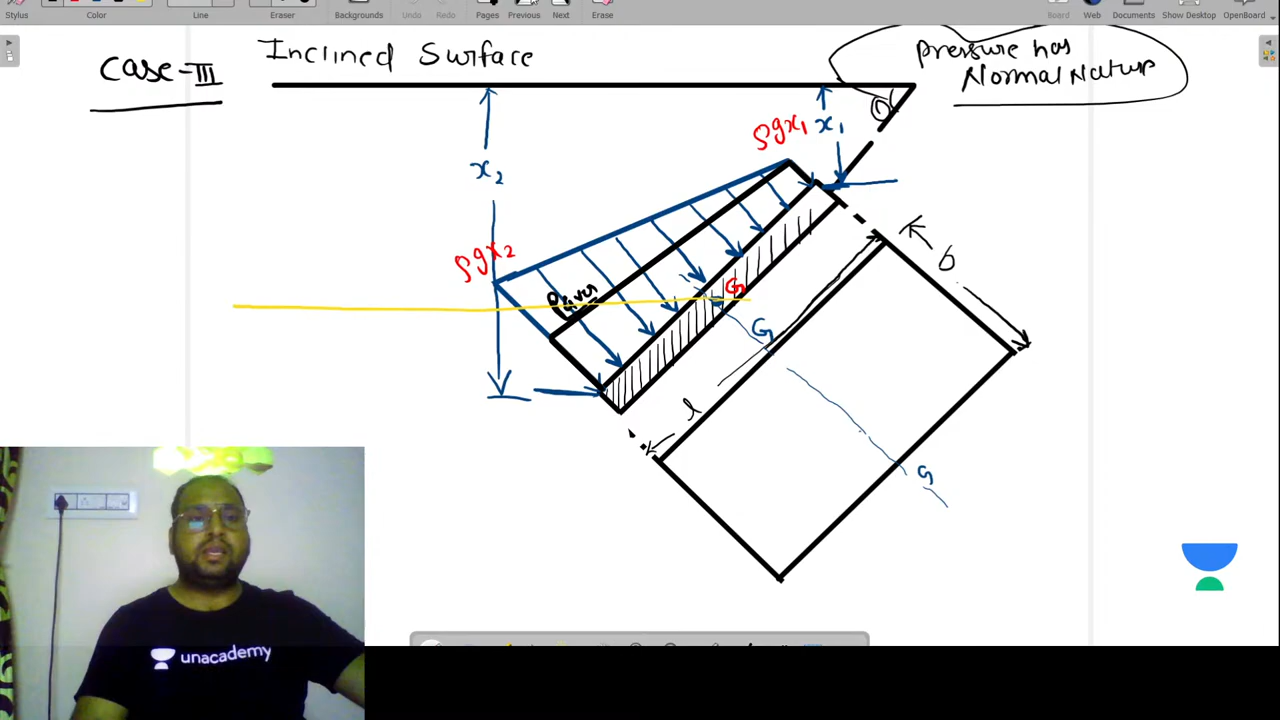 Stylus
Color
Line
Eraser
Backgrounds
Undo
Redo
Pages
Previous
Next
Erase
Board
Web
Documents
Show Desktop
OpenBoard
Case-III
Inclined Surface
Pressure has
Normal Nature
θ
ρgx₁
x₁
x₂
ρgx₂
b
Paver
G
G
l
G
unacademy